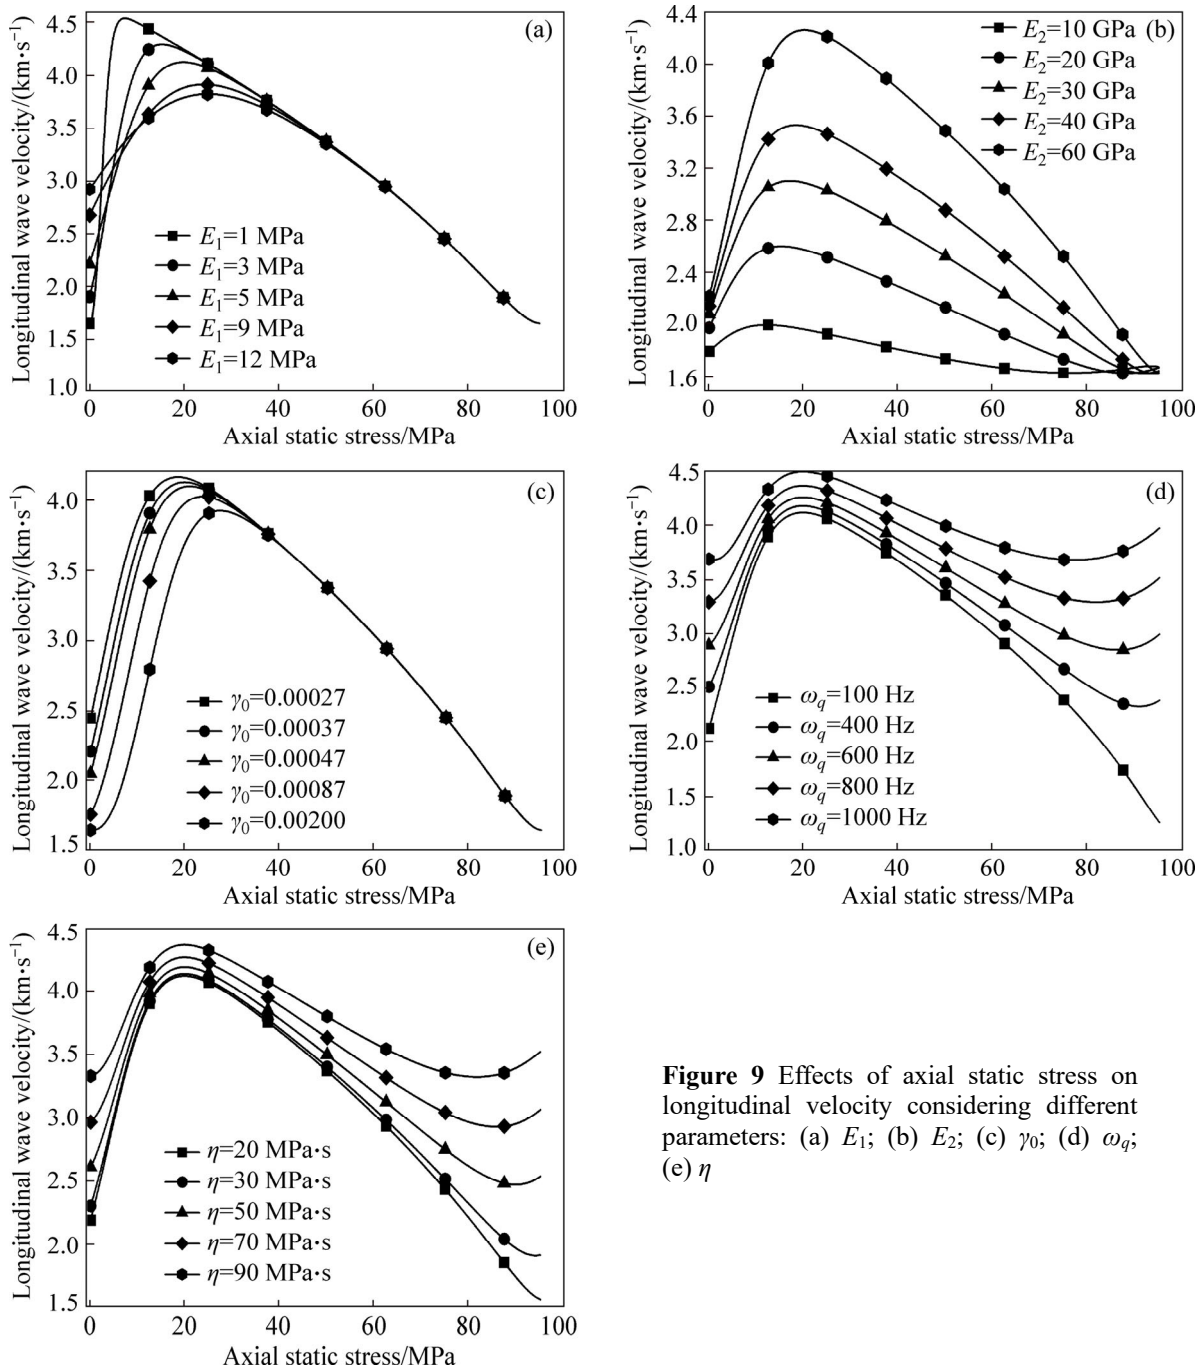 (a)
Longitudinal wave velocity/(km•s⁻¹)
4.5
4.0
3.5
3.0
2.5
2.0
1.5
1.0
E₁=1 MPa
E₁=3 MPa
E₁=5 MPa
E₁=9 MPa
E₁=12 MPa
0 20 40 60 80 100
Axial static stress/MPa
(b)
Longitudinal wave velocity/(km•s⁻¹)
4.4
4.0
3.6
3.2
2.8
2.4
2.0
1.6
E₂=10 GPa
E₂=20 GPa
E₂=30 GPa
E₂=40 GPa
E₂=60 GPa
0 20 40 60 80 100
Axial static stress/MPa
(c)
Longitudinal wave velocity/(km•s⁻¹)
4.0
3.5
3.0
2.5
2.0
1.5
γ₀=0.00027
γ₀=0.00037
γ₀=0.00047
γ₀=0.00087
γ₀=0.00200
0 20 40 60 80 100
Axial static stress/MPa
(d)
Longitudinal wave velocity/(km•s⁻¹)
4.5
4.0
3.5
3.0
2.5
2.0
1.5
1.0
ω_q=100 Hz
ω_q=400 Hz
ω_q=600 Hz
ω_q=800 Hz
ω_q=1000 Hz
0 20 40 60 80 100
Axial static stress/MPa
(e)
Longitudinal wave velocity/(km•s⁻¹)
4.5
4.0
3.5
3.0
2.5
2.0
1.5
η=20 MPa•s
η=30 MPa•s
η=50 MPa•s
η=70 MPa•s
η=90 MPa•s
0 20 40 60 80 100
Axial static stress/MPa
Figure 9 Effects of axial static stress on
longitudinal velocity considering different
parameters: (a) E₁; (b) E₂; (c) γ₀; (d) ω_q;
(e) η